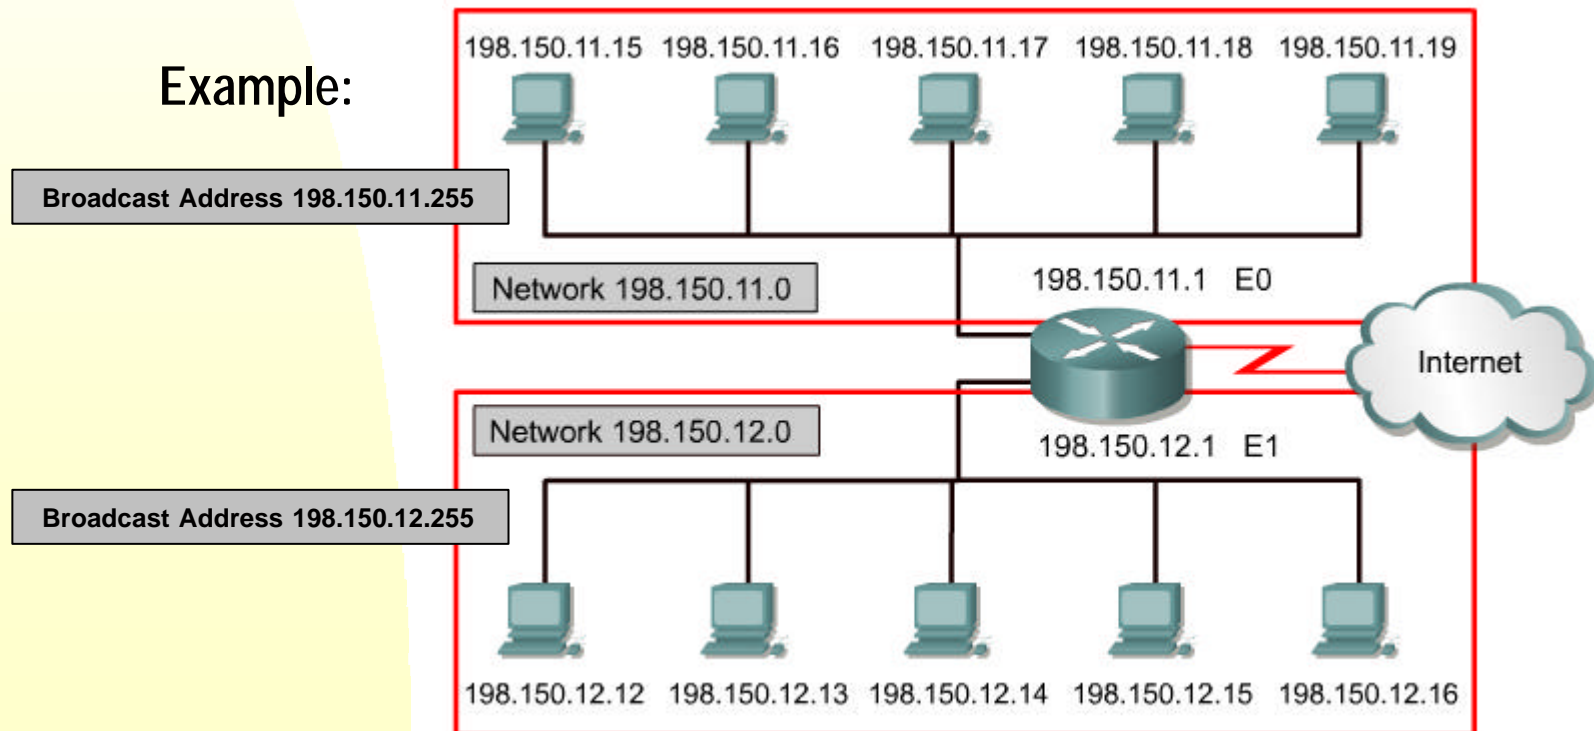 Example:
198.150.11.15
198.150.11.16
198.150.11.17
198.150.11.18
198.150.11.19
Broadcast Address 198.150.11.255
Network 198.150.11.0
198.150.11.1 E0
Internet
Network 198.150.12.0
198.150.12.1 E1
Broadcast Address 198.150.12.255
198.150.12.12
198.150.12.13
198.150.12.14
198.150.12.15
198.150.12.16